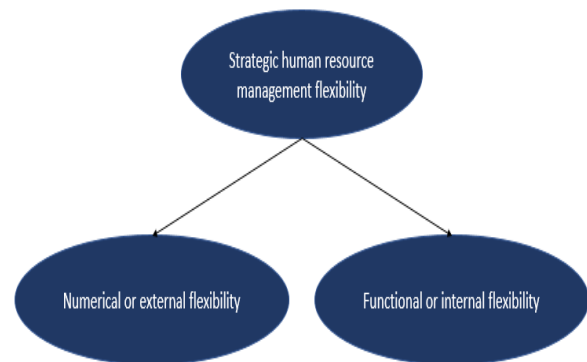 Strategic human resource
management flexibility
Numerical or external flexibility
Functional or internal flexibility